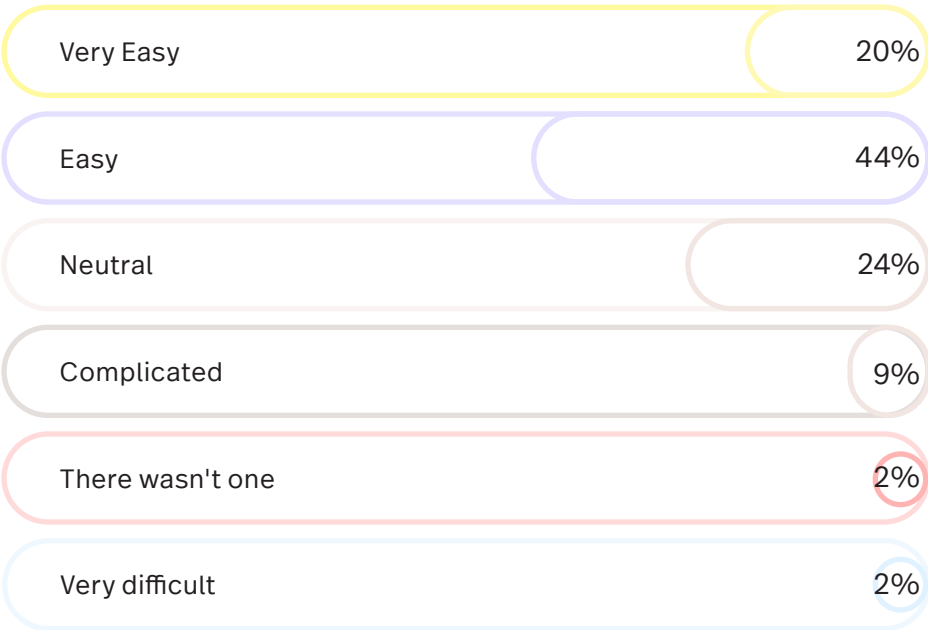 Very Easy 20%
Easy 44%
Neutral 24%
Complicated 9%
There wasn't one 2%
Very difficult 2%